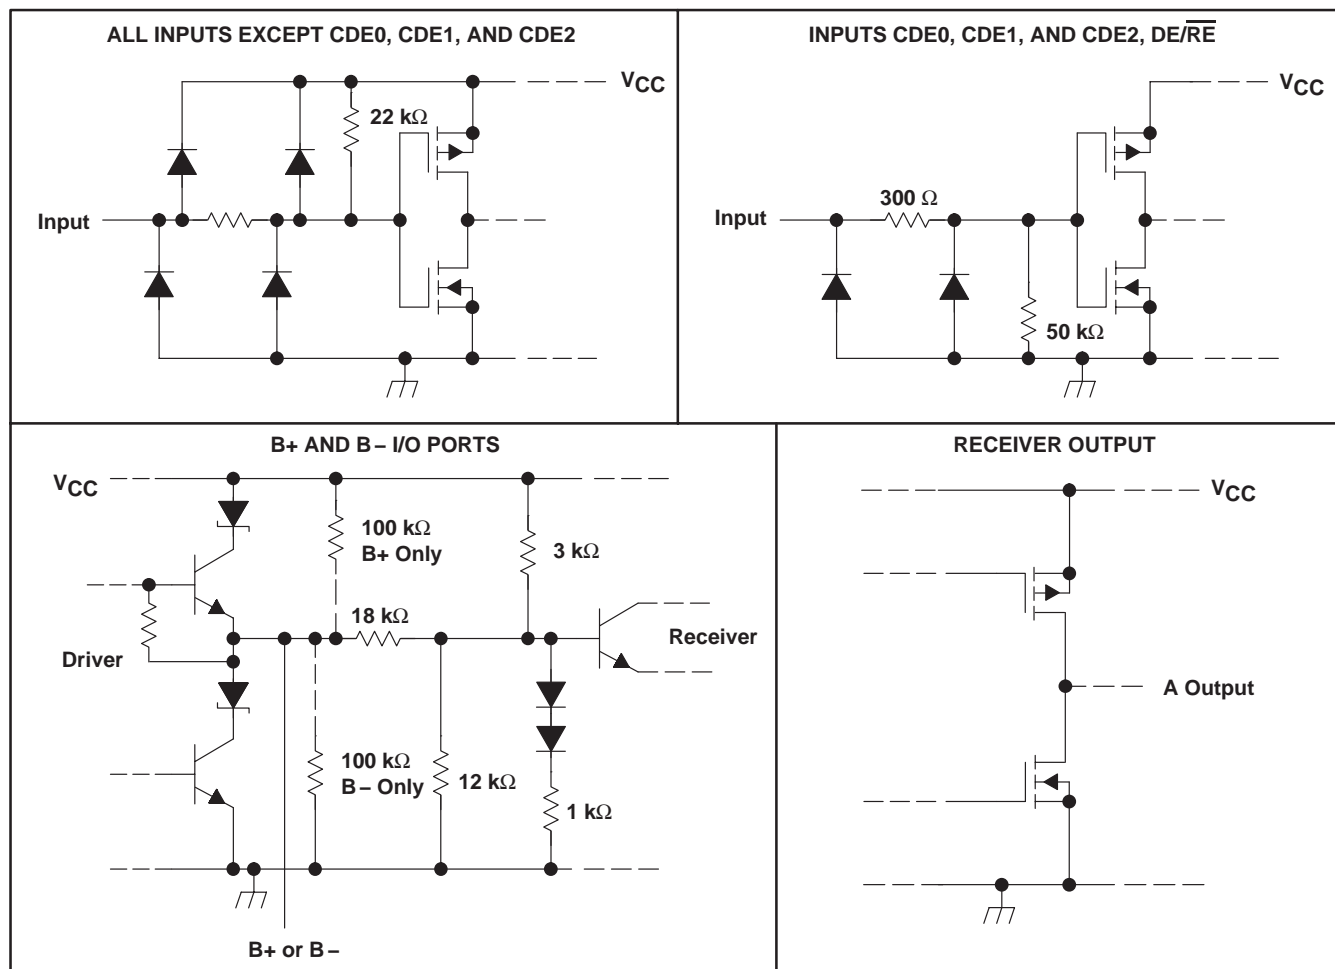 ALL INPUTS EXCEPT CDE0, CDE1, AND CDE2
VCC
22 kΩ
Input
INPUTS CDE0, CDE1, AND CDE2, DE/R̅E̅
VCC
300 Ω
Input
50 kΩ
B+ AND B– I/O PORTS
VCC
100 kΩ
B+ Only
3 kΩ
18 kΩ
Driver
Receiver
100 kΩ
B– Only
12 kΩ
1 kΩ
B+ or B–
RECEIVER OUTPUT
VCC
A Output